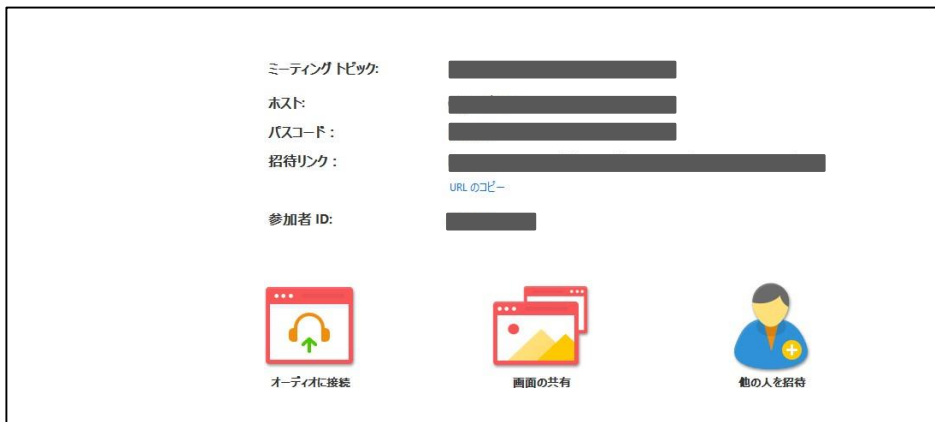 ミーティング トピック:
ホスト:
パスコード：
招待リンク：
URL のコピー
参加者 ID:
オーディオに接続
画面の共有
他の人を招待